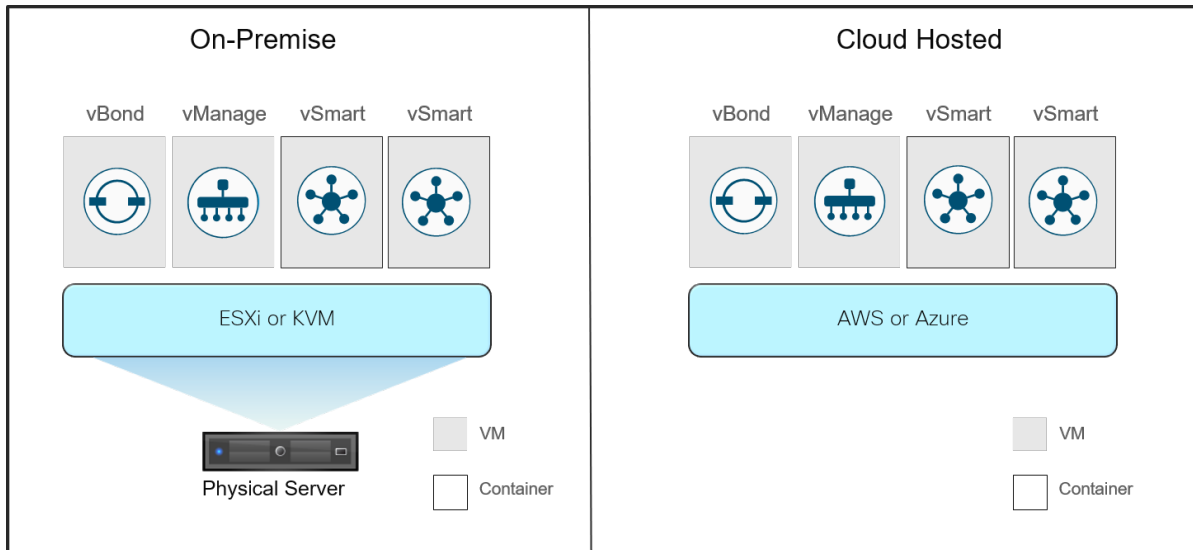 On-Premise
vBond vManage vSmart vSmart
ESXi or KVM
Physical Server
VM
Container
Cloud Hosted
vBond vManage vSmart vSmart
AWS or Azure
VM
Container